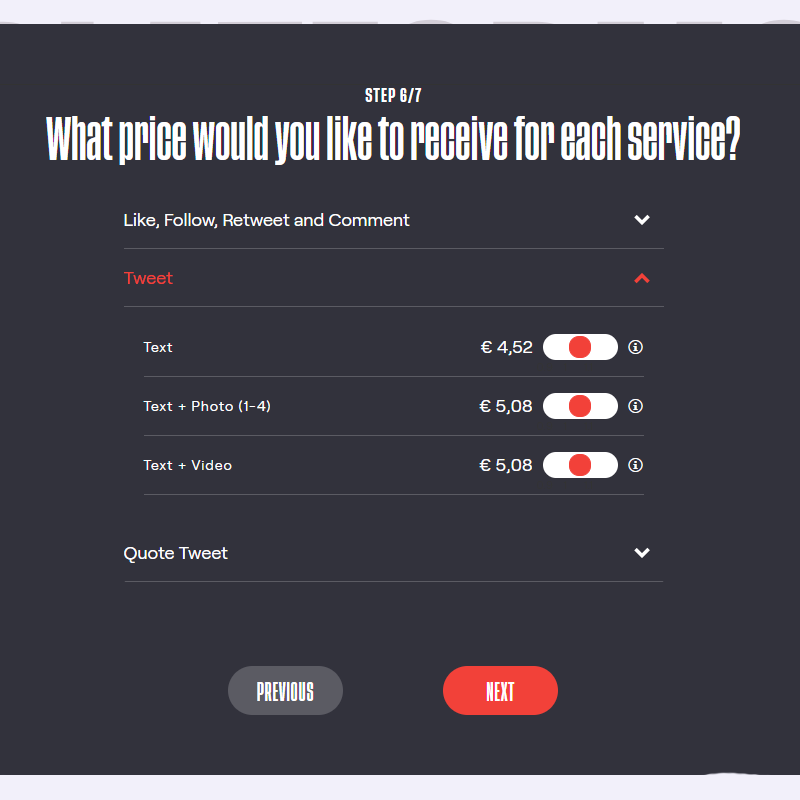 STEP 6/7
What price would you like to receive for each service?
Like, Follow, Retweet and Comment
Tweet
Text € 4,52
Text + Photo (1-4) € 5,08
Text + Video € 5,08
Quote Tweet
PREVIOUS NEXT